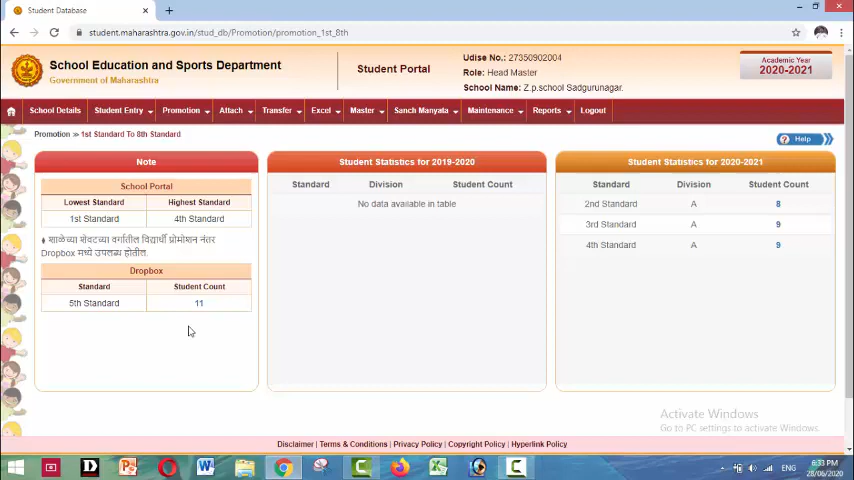 Student Database
student.maharashtra.gov.in/stud_db/Promotion/promotion_1st_8th
School Education and Sports Department
Government of Maharashtra
Student Portal
Udise No.: 27350902004
Role: Head Master
School Name: Z.p.school Sadgurunagar.
Academic Year
2020-2021
School Details
Student Entry
Promotion
Attach
Transfer
Excel
Master
Sanch Manyata
Maintenance
Reports
Logout
Promotion >> 1st Standard To 8th Standard
Help
Note
School Portal
Lowest Standard Highest Standard
1st Standard 4th Standard
शाळेच्या शेवटच्या वर्गातील विद्यार्थी प्रोमोशन नंतर
Dropbox मध्ये उपलब्ध होतील.
Dropbox
Standard Student Count
5th Standard 11
Student Statistics for 2019-2020
Standard Division Student Count
No data available in table
Student Statistics for 2020-2021
Standard Division Student Count
2nd Standard A 8
3rd Standard A 9
4th Standard A 9
Activate Windows
Go to PC settings to activate Windows.
Disclaimer | Terms & Conditions | Privacy Policy | Copyright Policy | Hyperlink Policy
ENG
6:33 PM
28/06/2020